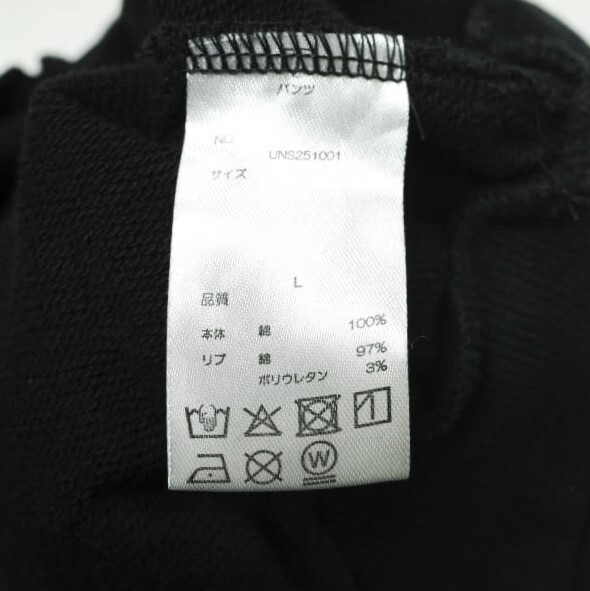 パンツ
NO.
UNS251001
サイズ
L
品質
本体 綿 100%
リブ 綿 97%
ポリウレタン 3%
W